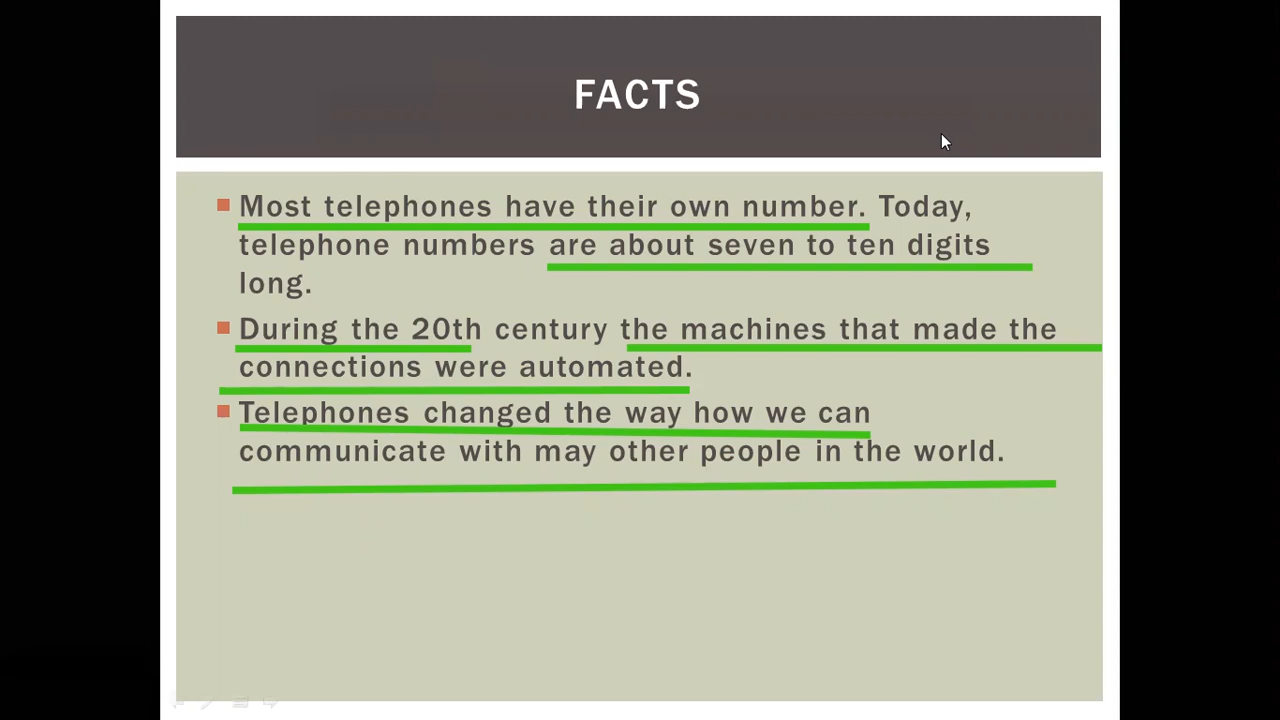 FACTS
Most telephones have their own number. Today,
telephone numbers are about seven to ten digits
long.
During the 20th century the machines that made the
connections were automated.
Telephones changed the way how we can
communicate with may other people in the world.